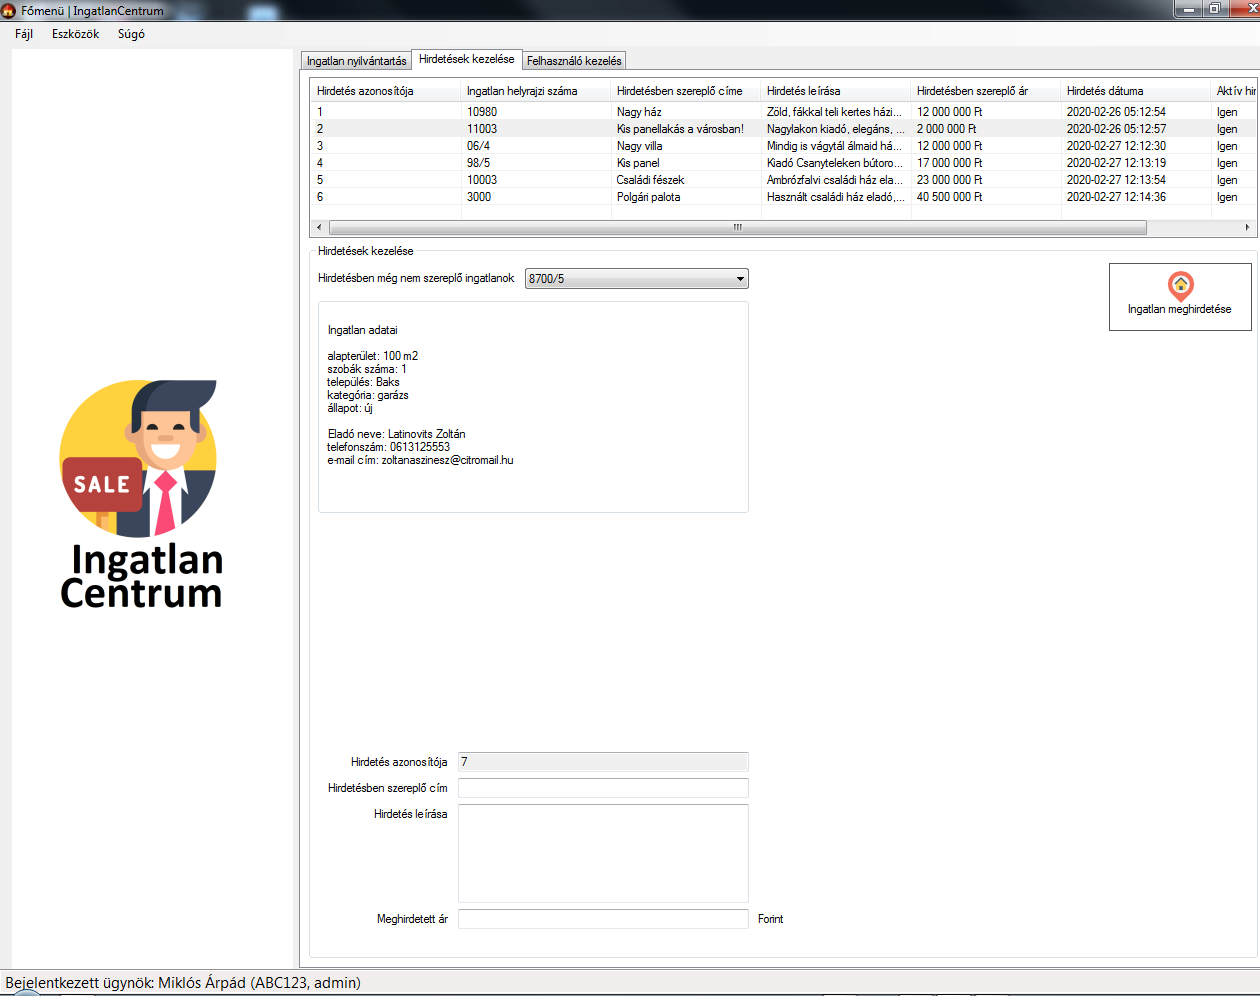 Főmenü | IngatlanCentrum
Fájl Eszközök Súgó
Ingatlan nyilvántartás Hirdetések kezelése Felhasználó kezelés
Hirdetés azonosítója Ingatlan helyrajzi száma Hirdetésben szereplő címe Hirdetés leírása Hirdetésben szereplő ár Hirdetés dátuma Aktív hir
1 10980 Nagy ház Zöld, fákkal teli kertes házi... 12 000 000 Ft 2020-02-26 05:12:54 Igen
2 11003 Kis panellakás a városban! Nagylakon kiadó, elegáns, ... 2 000 000 Ft 2020-02-26 05:12:57 Igen
3 06/4 Nagy villa Mindig is vágytál álmaid há... 12 000 000 Ft 2020-02-27 12:12:30 Igen
4 98/5 Kis panel Kiadó Csanyteleken bútoro... 17 000 000 Ft 2020-02-27 12:13:19 Igen
5 10003 Családi fészek Ambrózfalvi családi ház ela... 23 000 000 Ft 2020-02-27 12:13:54 Igen
6 3000 Polgári palota Használt családi ház eladó,... 40 500 000 Ft 2020-02-27 12:14:36 Igen
Hirdetések kezelése
Hirdetésben még nem szereplő ingatlanok 8700/5
Ingatlan meghirdetése
Ingatlan adatai
alapterület: 100 m2
szobák száma: 1
település: Baks
kategória: garázs
állapot: új
Eladó neve: Latinovits Zoltán
telefonszám: 0613125553
e-mail cím: zoltanaszinesz@citromail.hu
SALE
Ingatlan
Centrum
Hirdetés azonosítója 7
Hirdetésben szereplő cím
Hirdetés leírása
Meghirdetett ár Forint
Bejelentkezett ügynök: Miklós Árpád (ABC123, admin)